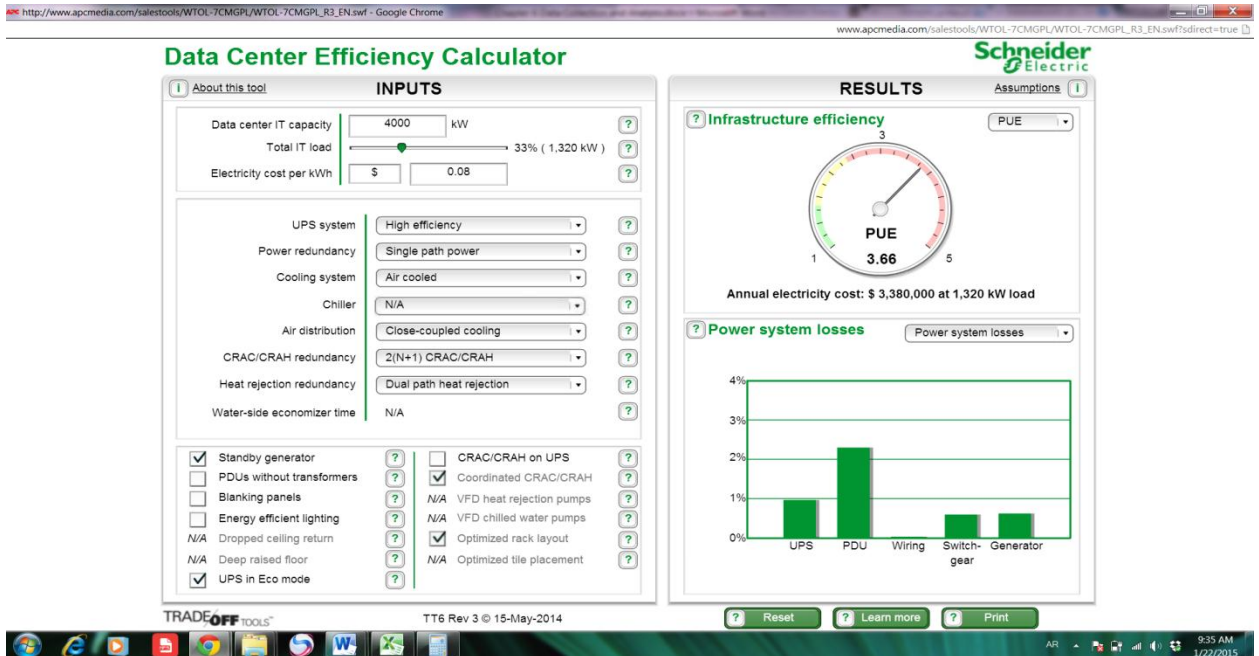 http://www.apcmedia.com/salestools/WTOL-7CMGPL/WTOL-7CMGPL_R3_EN.swf - Google Chrome
www.apcmedia.com/salestools/WTOL-7CMGPL/WTOL-7CMGPL_R3_EN.swf?sdirect=true
Data Center Efficiency Calculator
Schneider
Electric
i About this tool INPUTS
Data center IT capacity 4000 kW ?
Total IT load 33% ( 1,320 kW ) ?
Electricity cost per kWh $ 0.08 ?
UPS system High efficiency ?
Power redundancy Single path power ?
Cooling system Air cooled ?
Chiller N/A ?
Air distribution Close-coupled cooling ?
CRAC/CRAH redundancy 2(N+1) CRAC/CRAH ?
Heat rejection redundancy Dual path heat rejection ?
Water-side economizer time N/A ?
Standby generator ? CRAC/CRAH on UPS ?
PDUs without transformers ? Coordinated CRAC/CRAH ?
Blanking panels ? N/A VFD heat rejection pumps ?
Energy efficient lighting ? N/A VFD chilled water pumps ?
N/A Dropped ceiling return ? Optimized rack layout ?
N/A Deep raised floor ? N/A Optimized tile placement ?
UPS in Eco mode ?
RESULTS Assumptions i
? Infrastructure efficiency PUE
3
PUE
1 3.66 5
Annual electricity cost: $ 3,380,000 at 1,320 kW load
? Power system losses Power system losses
4%
3%
2%
1%
0%
UPS PDU Wiring Switch- Generator
gear
TRADE OFF TOOLS™ TT6 Rev 3 © 15-May-2014
? Reset ? Learn more ? Print
AR 9:35 AM
1/22/2015